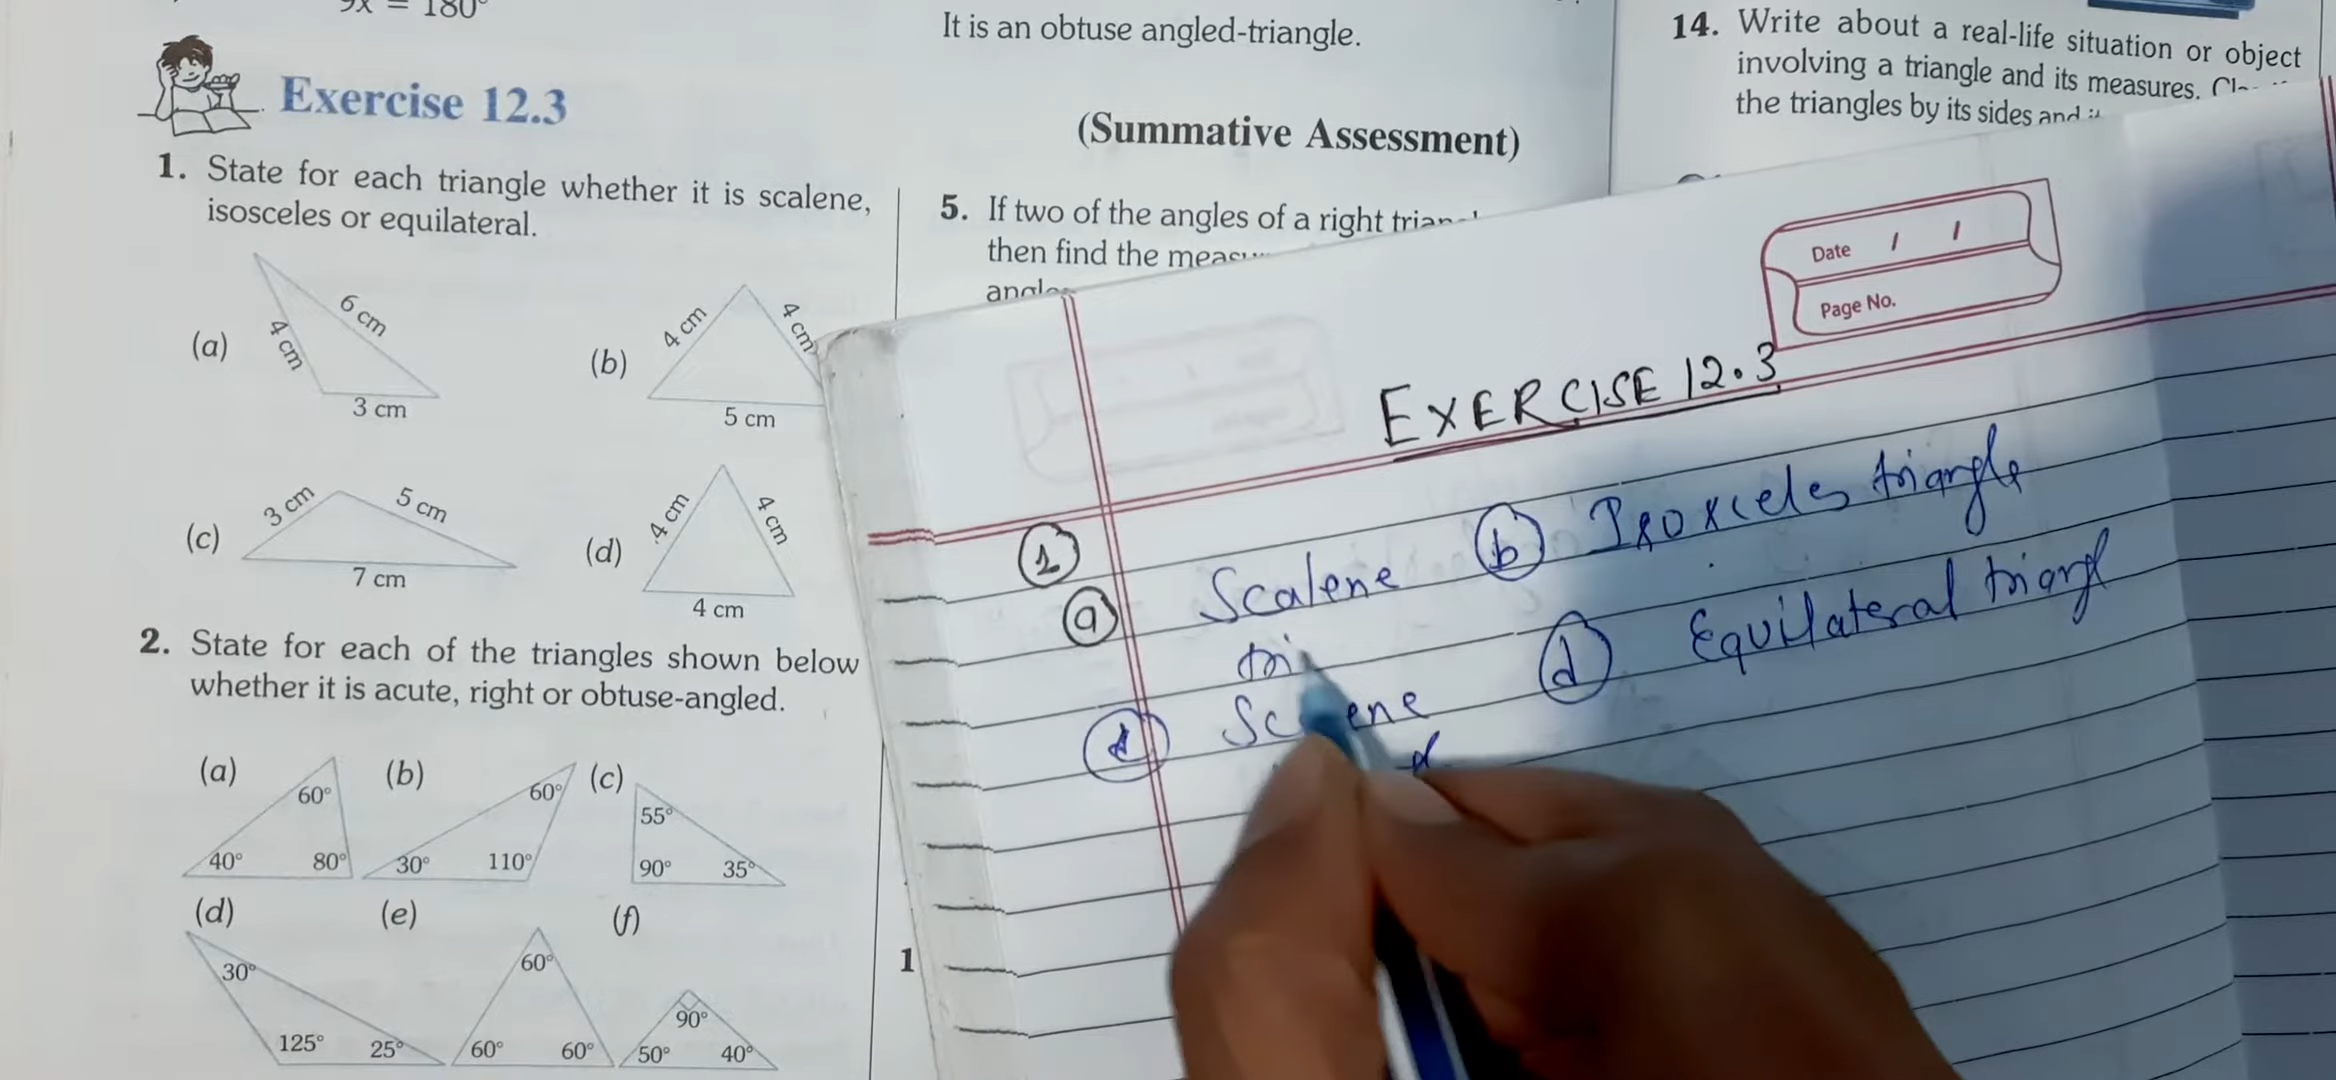 9x = 180°
Exercise 12.3
1. State for each triangle whether it is scalene,
isosceles or equilateral.
(a)
4 cm
6 cm
3 cm
(b)
4 cm
4 cm
5 cm
(c)
3 cm
5 cm
7 cm
(d)
4 cm
4 cm
4 cm
2. State for each of the triangles shown below
whether it is acute, right or obtuse-angled.
(a)
60°
40°
80°
(b)
60°
30°
110°
(c)
55°
90°
35°
(d)
30°
125°
25°
(e)
60°
60°
60°
(f)
90°
50°
40°
It is an obtuse angled-triangle.
(Summative Assessment)
5. If two of the angles of a right
then find the
1
14. Write about a real-life situation or object
involving a triangle and its measures.
the triangles by its sides and
Date / /
Page No.
EXERCISE 12.3
1
a Scalene
tri
b Isosceles triangle
Scalene
d Equilateral triangl